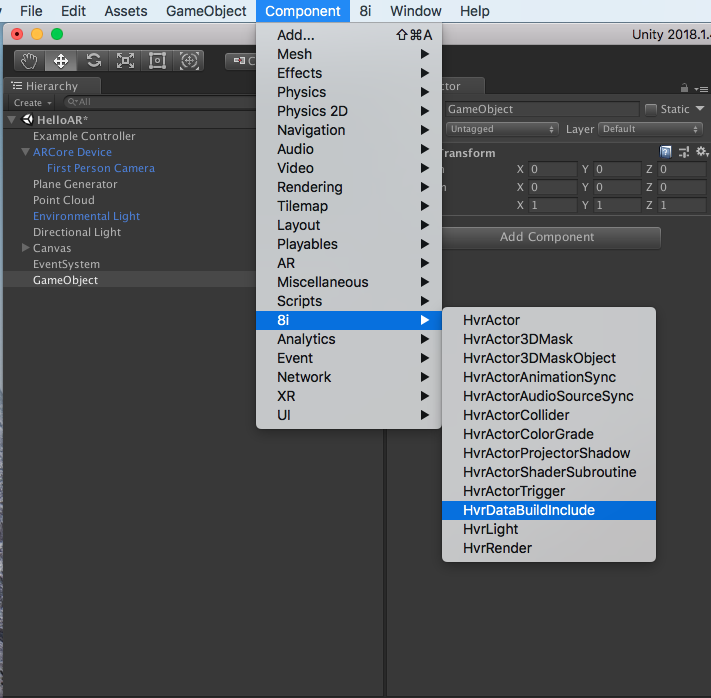 File Edit Assets GameObject Component 8i Window Help
Unity 2018.1.
Hierarchy
Create
All
HelloAR*
Example Controller
ARCore Device
First Person Camera
Plane Generator
Point Cloud
Environmental Light
Directional Light
Canvas
EventSystem
GameObject
Add... ⇧⌘A
Mesh
Effects
Physics
Physics 2D
Navigation
Audio
Video
Rendering
Tilemap
Layout
Playables
AR
Miscellaneous
Scripts
8i
Analytics
Event
Network
XR
UI
GameObject Static
Untagged Layer Default
X 0 Y 0 Z 0
X 0 Y 0 Z 0
X 1 Y 1 Z 1
Add Component
HvrActor
HvrActor3DMask
HvrActor3DMaskObject
HvrActorAnimationSync
HvrActorAudioSourceSync
HvrActorCollider
HvrActorColorGrade
HvrActorProjectorShadow
HvrActorShaderSubroutine
HvrActorTrigger
HvrDataBuildInclude
HvrLight
HvrRender